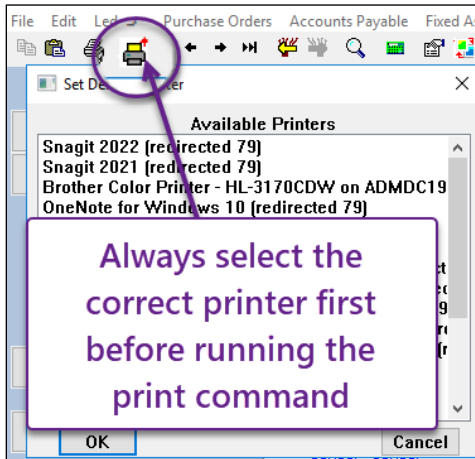 File Edit Led Purchase Orders Accounts Payable Fixed
Set De ter
Available Printers
Snagit 2022 (redirected 79)
Snagit 2021 (redirected 79)
Brother Color Printer - HL-3170CDW on ADMDC19
OneNote for Windows 10 (redirected 79)
Always select the
correct printer first
before running the
print command
OK Cancel